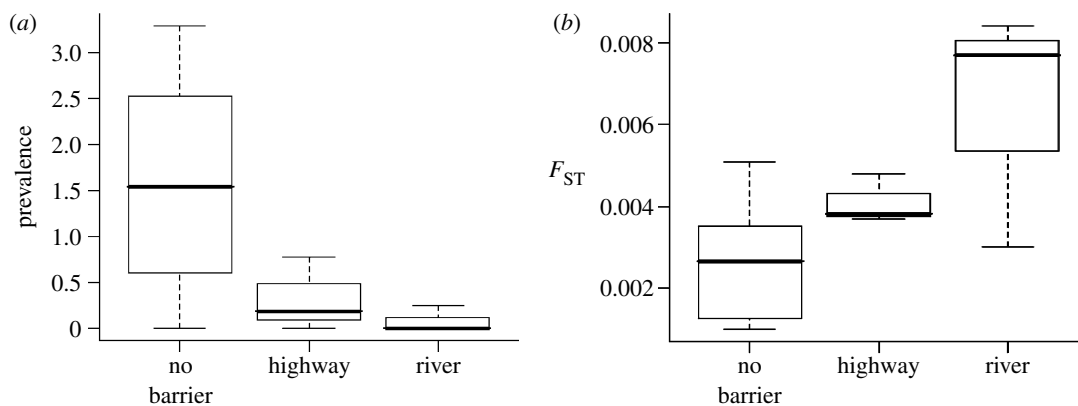 (a)
prevalence
3.0
2.5
2.0
1.5
1.0
0.5
0
no barrier
highway
river
(b)
FST
0.008
0.006
0.004
0.002
no barrier
highway
river